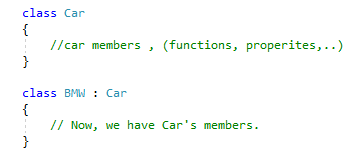 class Car
{
//car members , (functions, properites,..)
}
class BMW : Car
{
// Now, we have Car's members.
}